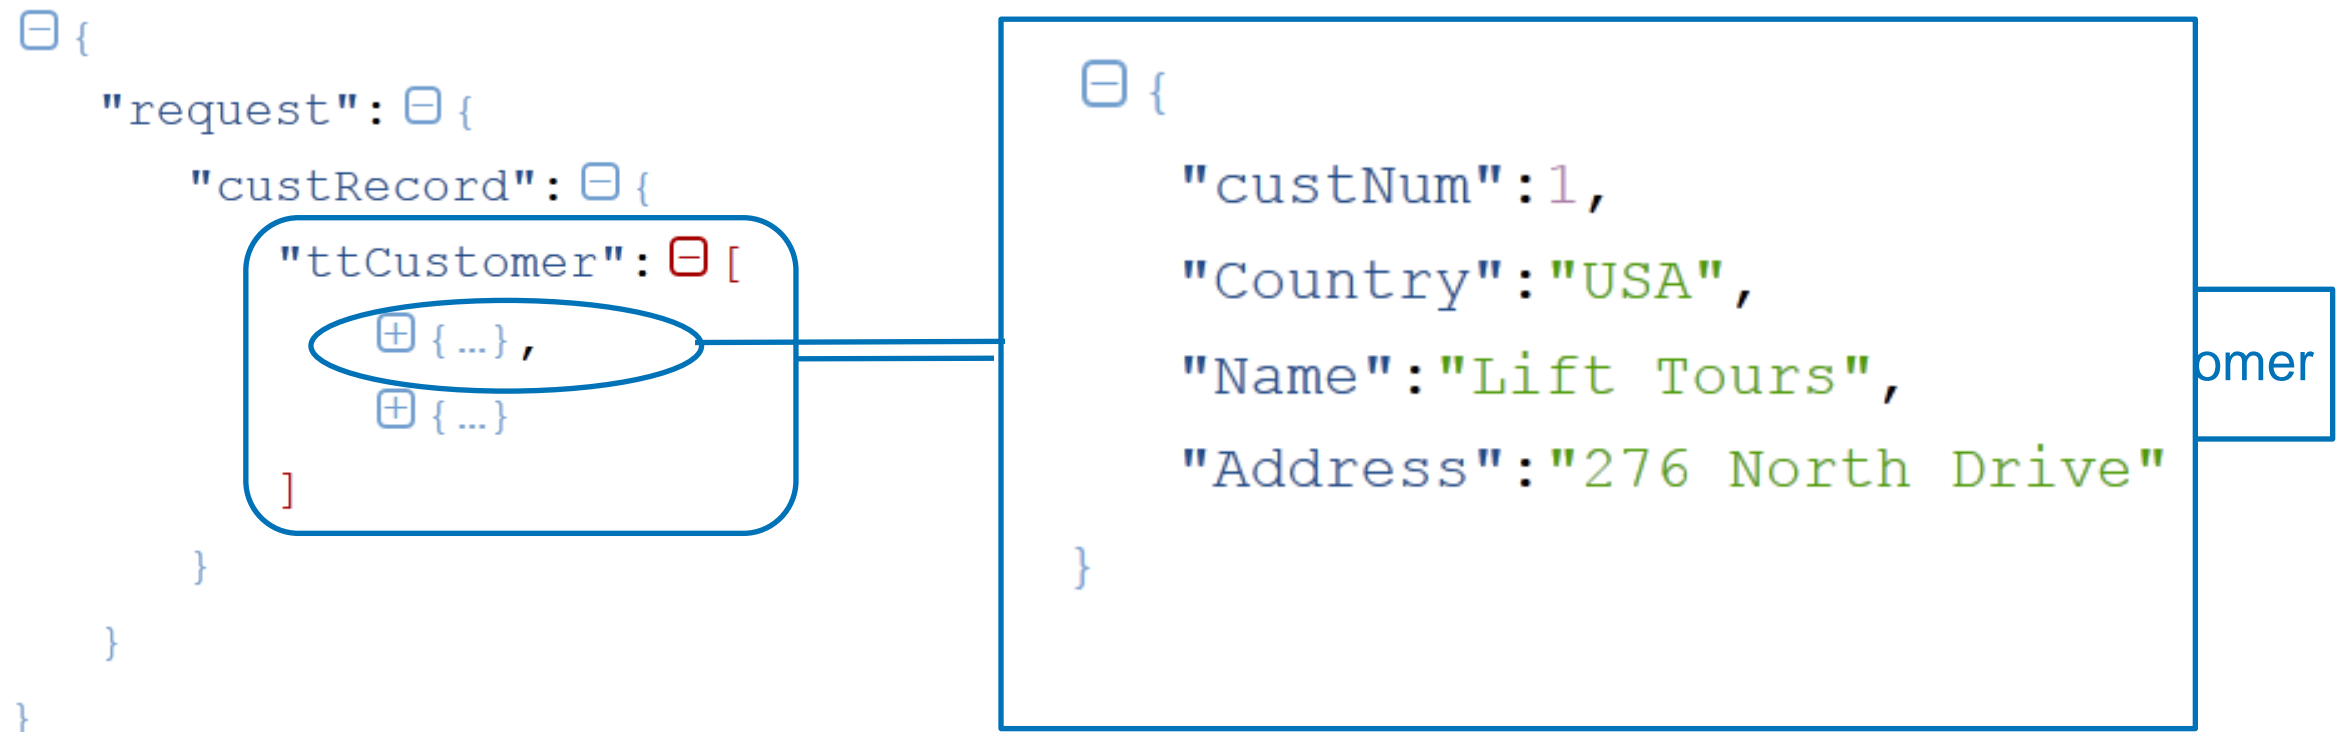 {
"request": {
"custRecord": {
"ttCustomer": [
{...},
{...}
]
}
}
}
{
"custNum":1,
"Country":"USA",
"Name":"Lift Tours",
"Address":"276 North Drive"
}
omer